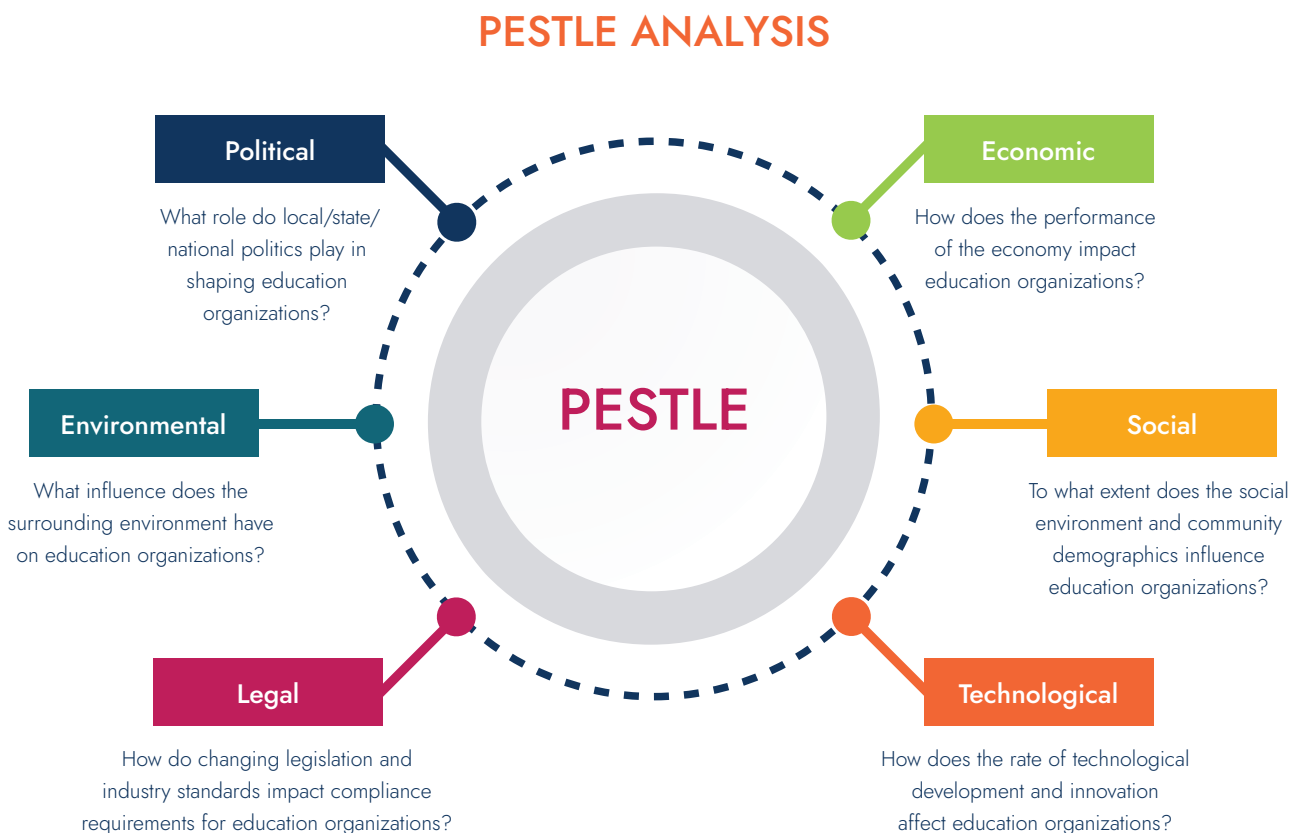 PESTLE ANALYSIS
Political
What role do local/state/
national politics play in
shaping education
organizations?
Economic
How does the performance
of the economy impact
education organizations?
PESTLE
Environmental
What influence does the
surrounding environment have
on education organizations?
Social
To what extent does the social
environment and community
demographics influence
education organizations?
Legal
How do changing legislation and
industry standards impact compliance
requirements for education organizations?
Technological
How does the rate of technological
development and innovation
affect education organizations?